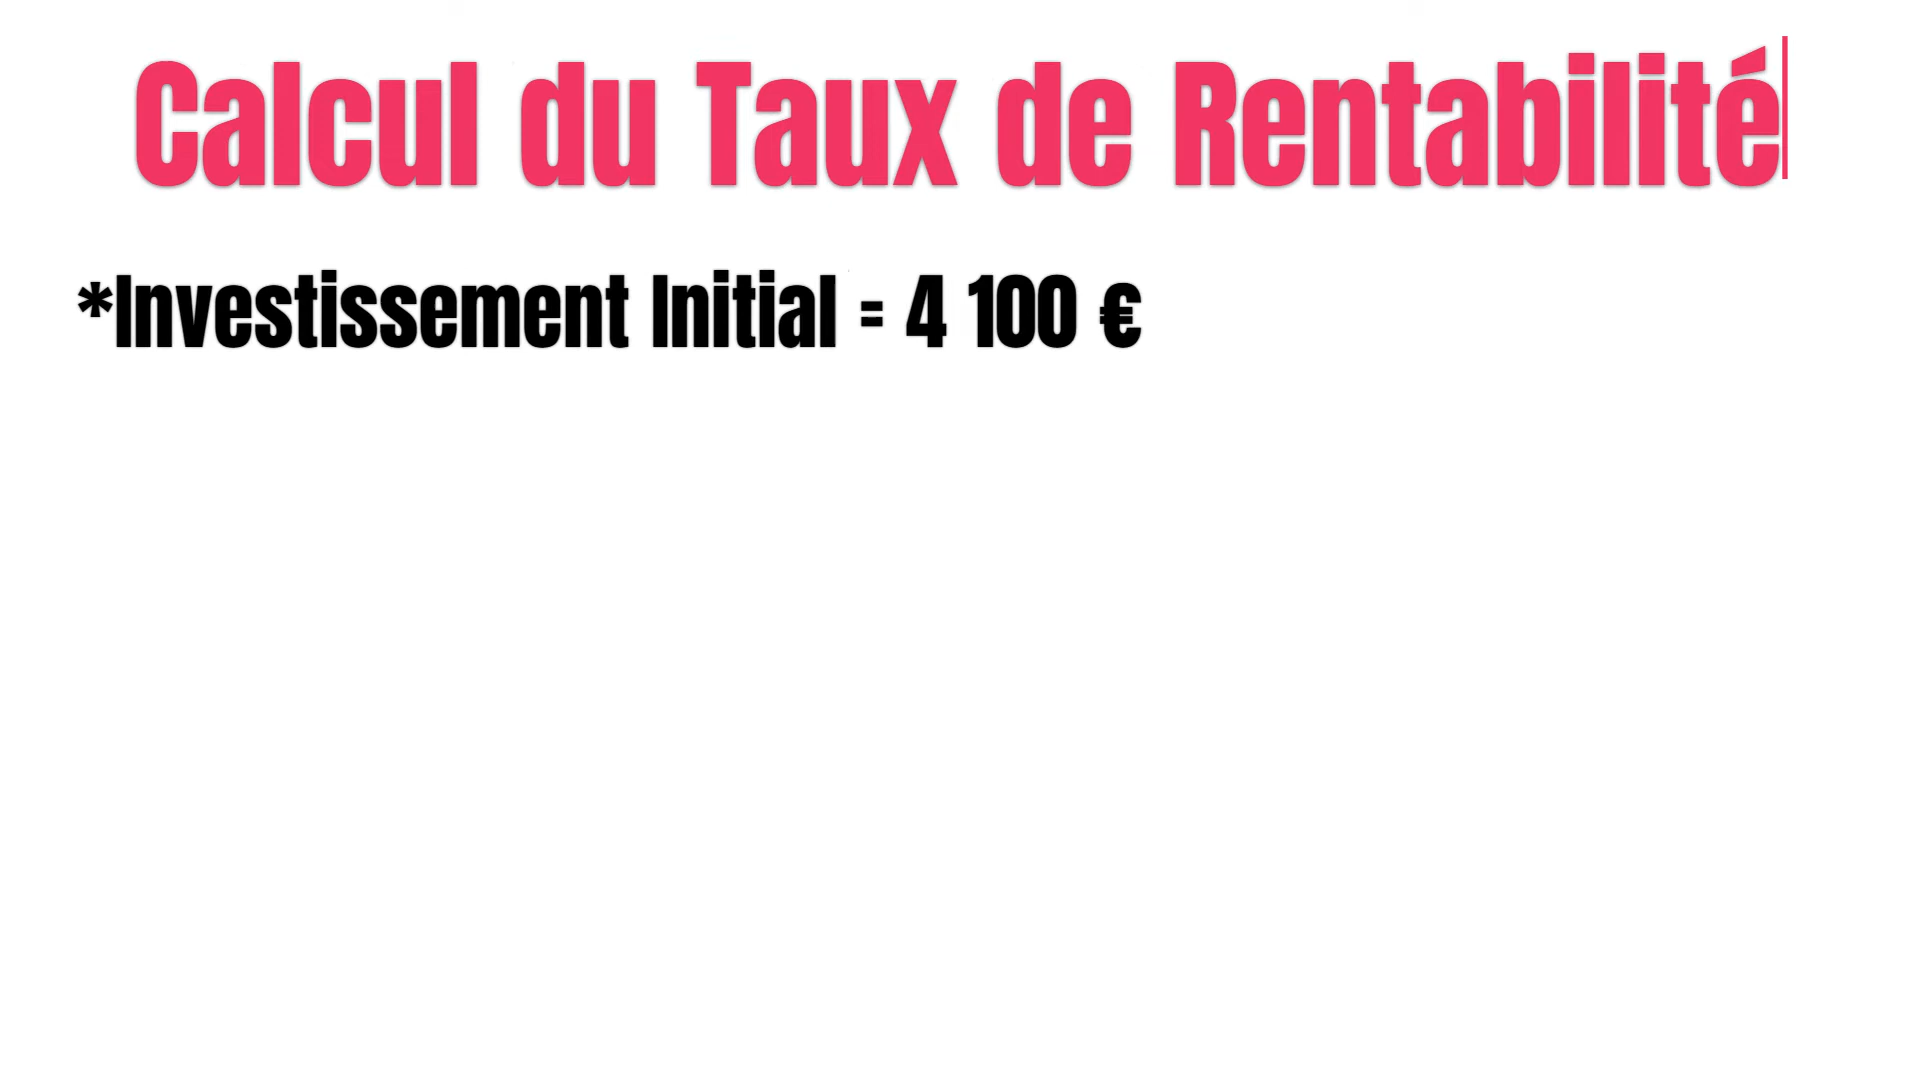 Calcul du Taux de Rentabilité
*Investissement Initial = 4 100 €